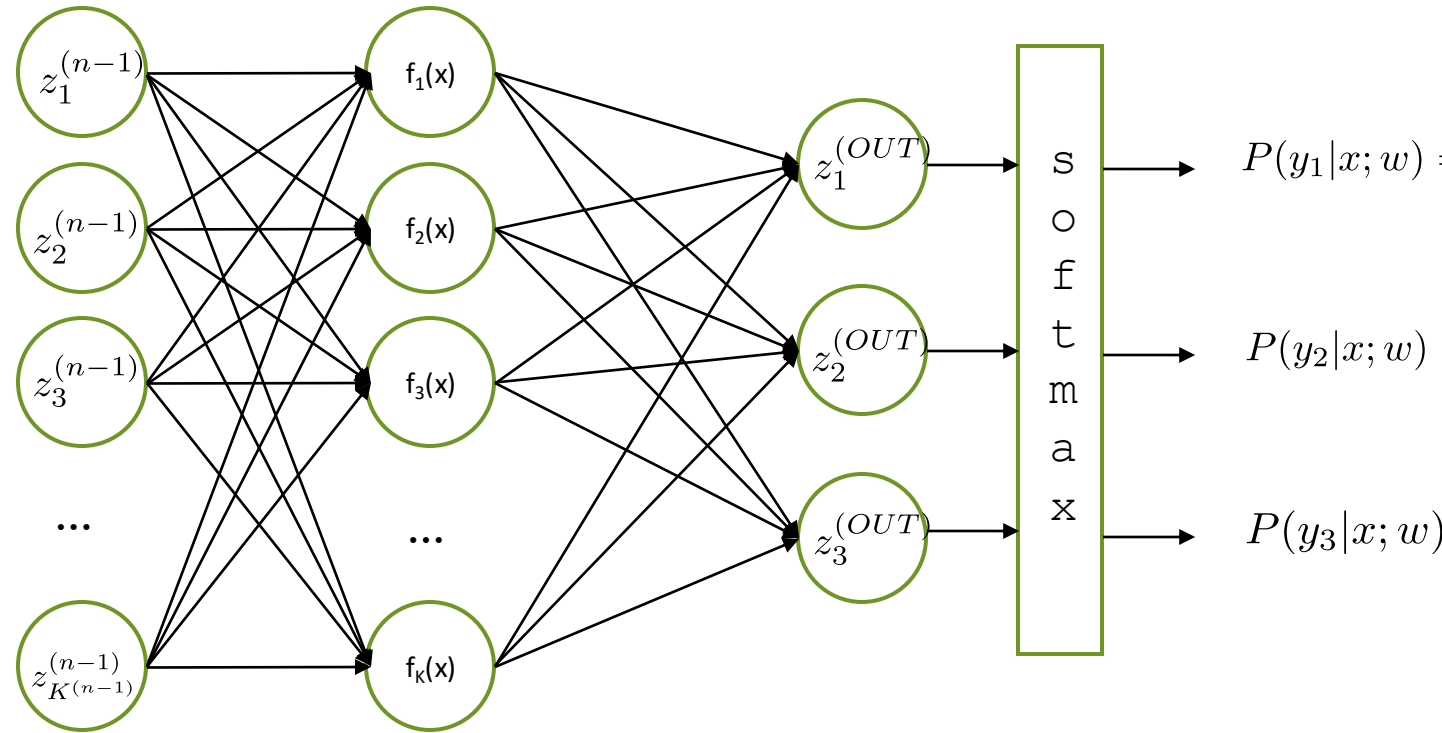 z_1^{(n-1)}
z_2^{(n-1)}
z_3^{(n-1)}
...
z_{K^{(n-1)}}^{(n-1)}
f_1(x)
f_2(x)
f_3(x)
...
f_K(x)
z_1^{(OUT)}
z_2^{(OUT)}
z_3^{(OUT)}
s
o
f
t
m
a
x
P(y_1|x; w) =
P(y_2|x; w)
P(y_3|x; w)